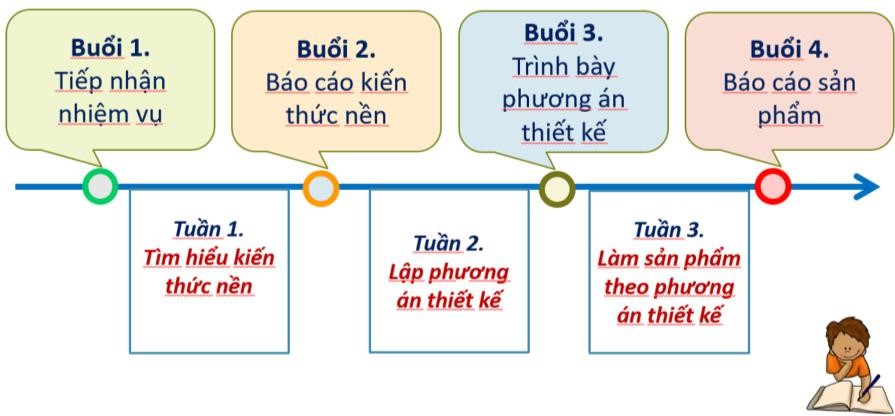 Buổi 1.
Tiếp nhận
nhiệm vụ
Buổi 2.
Báo cáo kiến
thức nền
Buổi 3.
Trình bày
phương án
thiết kế
Buổi 4.
Báo cáo sản
phẩm
Tuần 1.
Tìm hiểu kiến
thức nền
Tuần 2.
Lập phương
án thiết kế
Tuần 3.
Làm sản phẩm
theo phương
án thiết kế